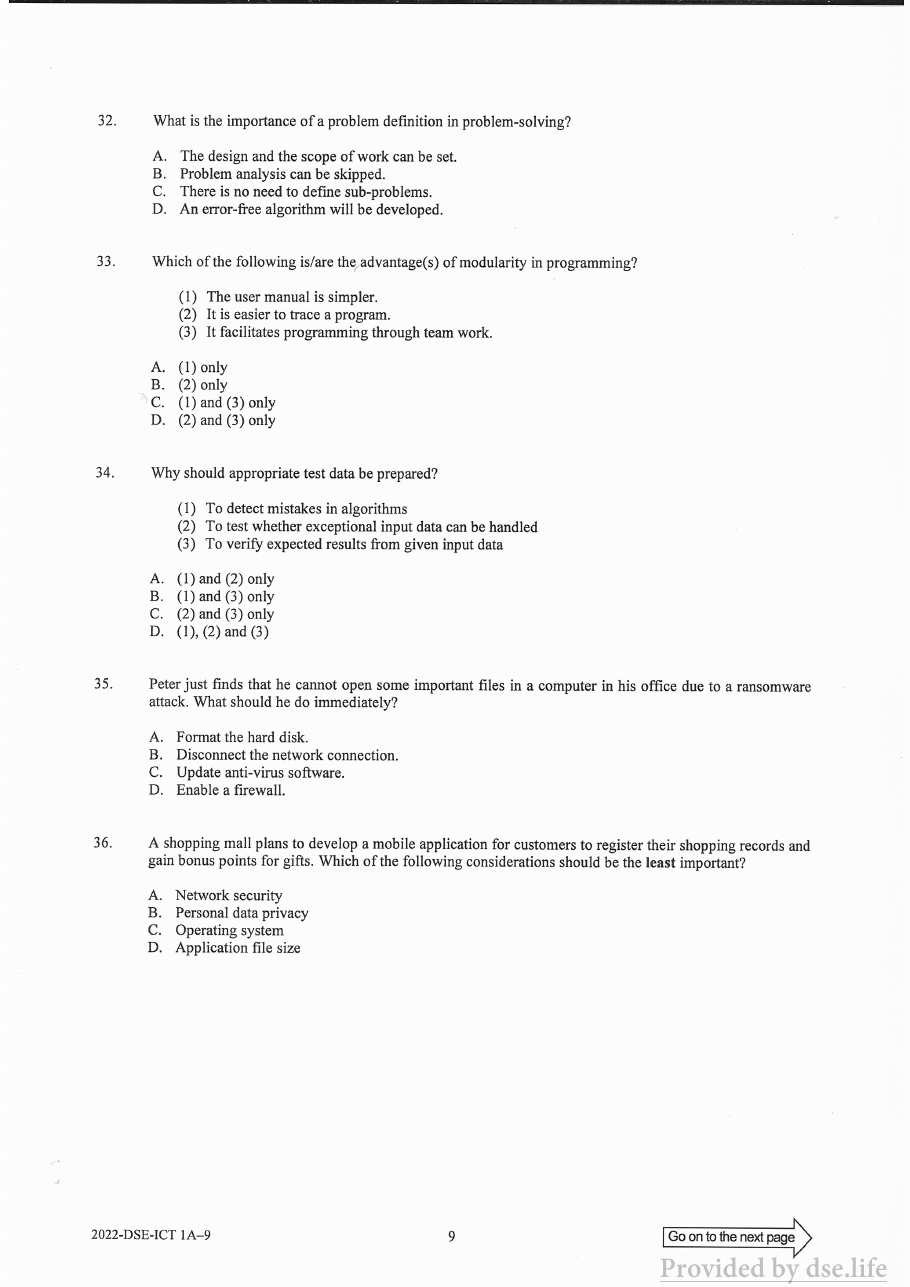 32. What is the importance of a problem definition in problem-solving?
A. The design and the scope of work can be set.
B. Problem analysis can be skipped.
C. There is no need to define sub-problems.
D. An error-free algorithm will be developed.
33. Which of the following is/are the advantage(s) of modularity in programming?
(1) The user manual is simpler.
(2) It is easier to trace a program.
(3) It facilitates programming through team work.
A. (1) only
B. (2) only
C. (1) and (3) only
D. (2) and (3) only
34. Why should appropriate test data be prepared?
(1) To detect mistakes in algorithms
(2) To test whether exceptional input data can be handled
(3) To verify expected results from given input data
A. (1) and (2) only
B. (1) and (3) only
C. (2) and (3) only
D. (1), (2) and (3)
35. Peter just finds that he cannot open some important files in a computer in his office due to a ransomware
attack. What should he do immediately?
A. Format the hard disk.
B. Disconnect the network connection.
C. Update anti-virus software.
D. Enable a firewall.
36. A shopping mall plans to develop a mobile application for customers to register their shopping records and
gain bonus points for gifts. Which of the following considerations should be the least important?
A. Network security
B. Personal data privacy
C. Operating system
D. Application file size
2022-DSE-ICT 1A–9
9
Go on to the next page
Provided by dse.life